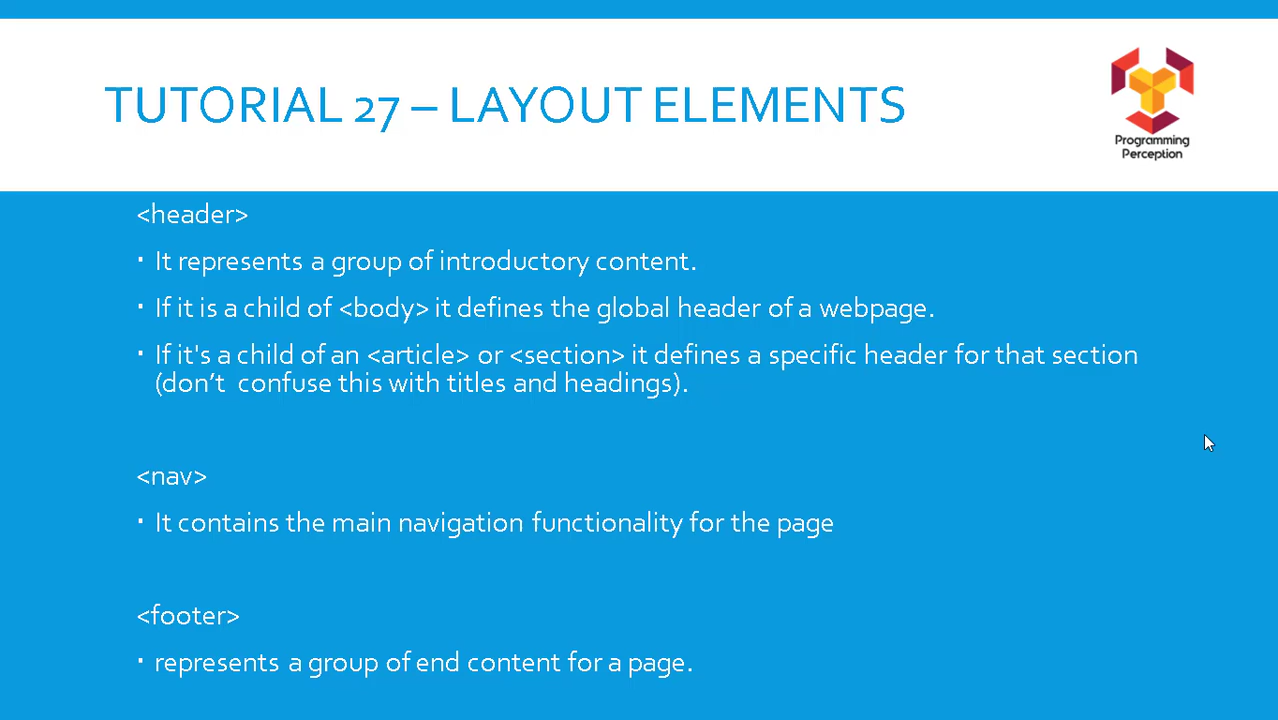 TUTORIAL 27 – LAYOUT ELEMENTS
Programming
Perception
<header>
▪ It represents a group of introductory content.
▪ If it is a child of <body> it defines the global header of a webpage.
▪ If it's a child of an <article> or <section> it defines a specific header for that section
(don’t confuse this with titles and headings).
<nav>
▪ It contains the main navigation functionality for the page
<footer>
▪ represents a group of end content for a page.